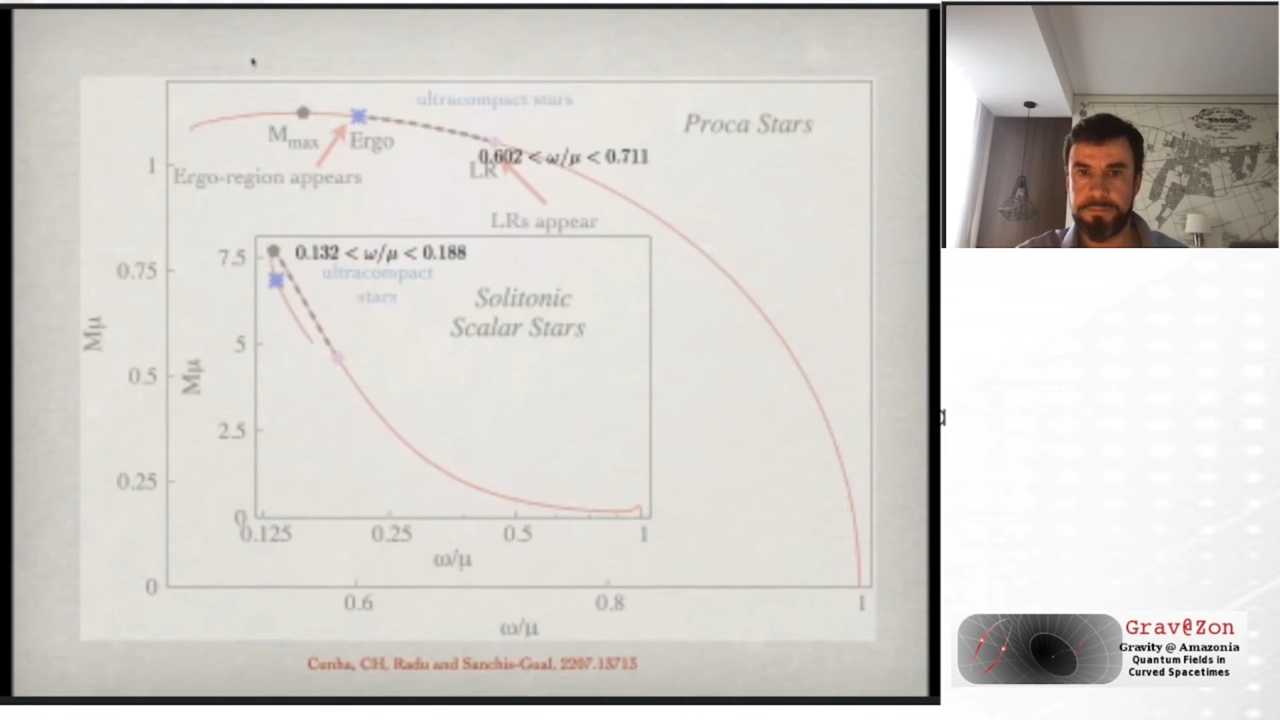 ultracompact stars
Proca Stars
M_max
Ergo
0.602 < ω/μ < 0.711
LR
Ergo-region appears
LRs appear
1
0.75
0.5
0.25
0
Mμ
7.5
5
2.5
0
Mμ
0.132 < ω/μ < 0.188
ultracompact
stars
Solitonic
Scalar Stars
0.125
0.25
0.5
1
ω/μ
0.6
0.8
1
ω/μ
Cunha, CH, Radu and Sanchis-Gual, 2207.13713
Grav@Zon
Gravity @ Amazonia
Quantum Fields in
Curved Spacetimes